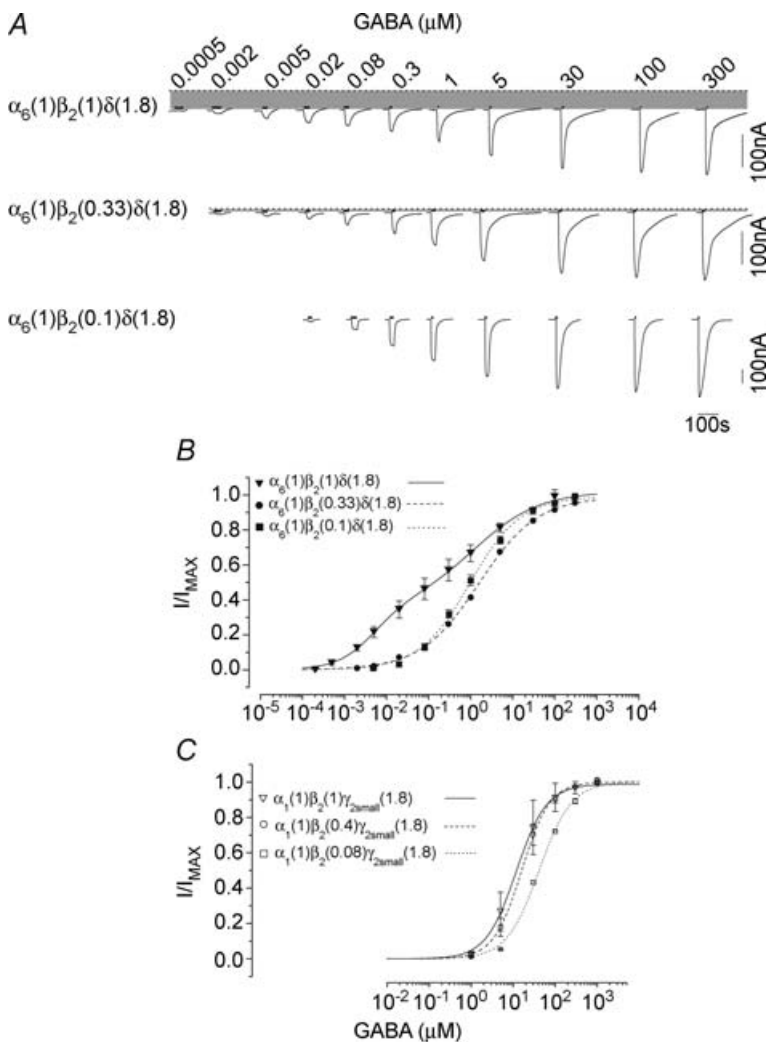 A
GABA (μM)
0.0005 0.002 0.005 0.02 0.08 0.3 1 5 30 100 300
α6(1)β2(1)δ(1.8)
100nA
α6(1)β2(0.33)δ(1.8)
100nA
α6(1)β2(0.1)δ(1.8)
100nA
100s
B
▼ α6(1)β2(1)δ(1.8)
● α6(1)β2(0.33)δ(1.8)
■ α6(1)β2(0.1)δ(1.8)
I/IMAX
1.0
0.8
0.6
0.4
0.2
0.0
10⁻⁵ 10⁻⁴ 10⁻³ 10⁻² 10⁻¹ 10⁰ 10¹ 10² 10³ 10⁴
C
▽ α1(1)β2(1)γ2small(1.8)
○ α1(1)β2(0.4)γ2small(1.8)
□ α1(1)β2(0.08)γ2small(1.8)
I/IMAX
1.0
0.8
0.6
0.4
0.2
0.0
10⁻² 10⁻¹ 10⁰ 10¹ 10² 10³ 10⁴
GABA (μM)